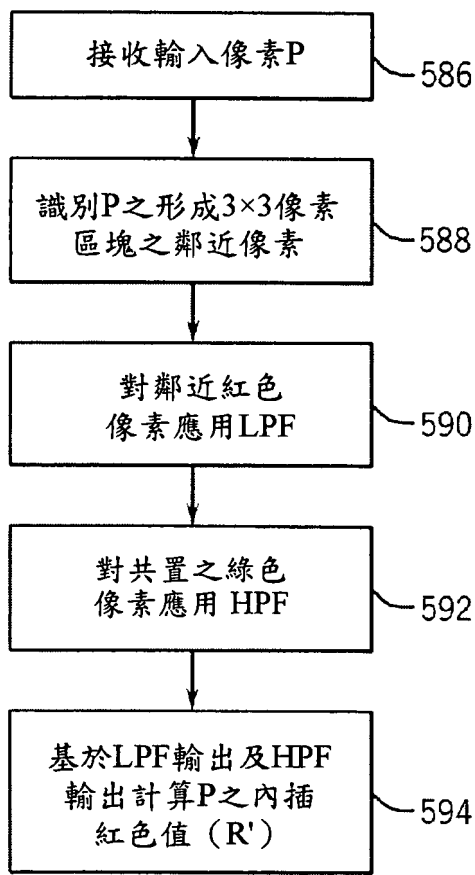 接收輸入像素P
586
識別P之形成3×3像素
區塊之鄰近像素
588
對鄰近紅色
像素應用LPF
590
對共置之綠色
像素應用 HPF
592
基於LPF輸出及HPF
輸出計算P之內插
紅色值（R'）
594